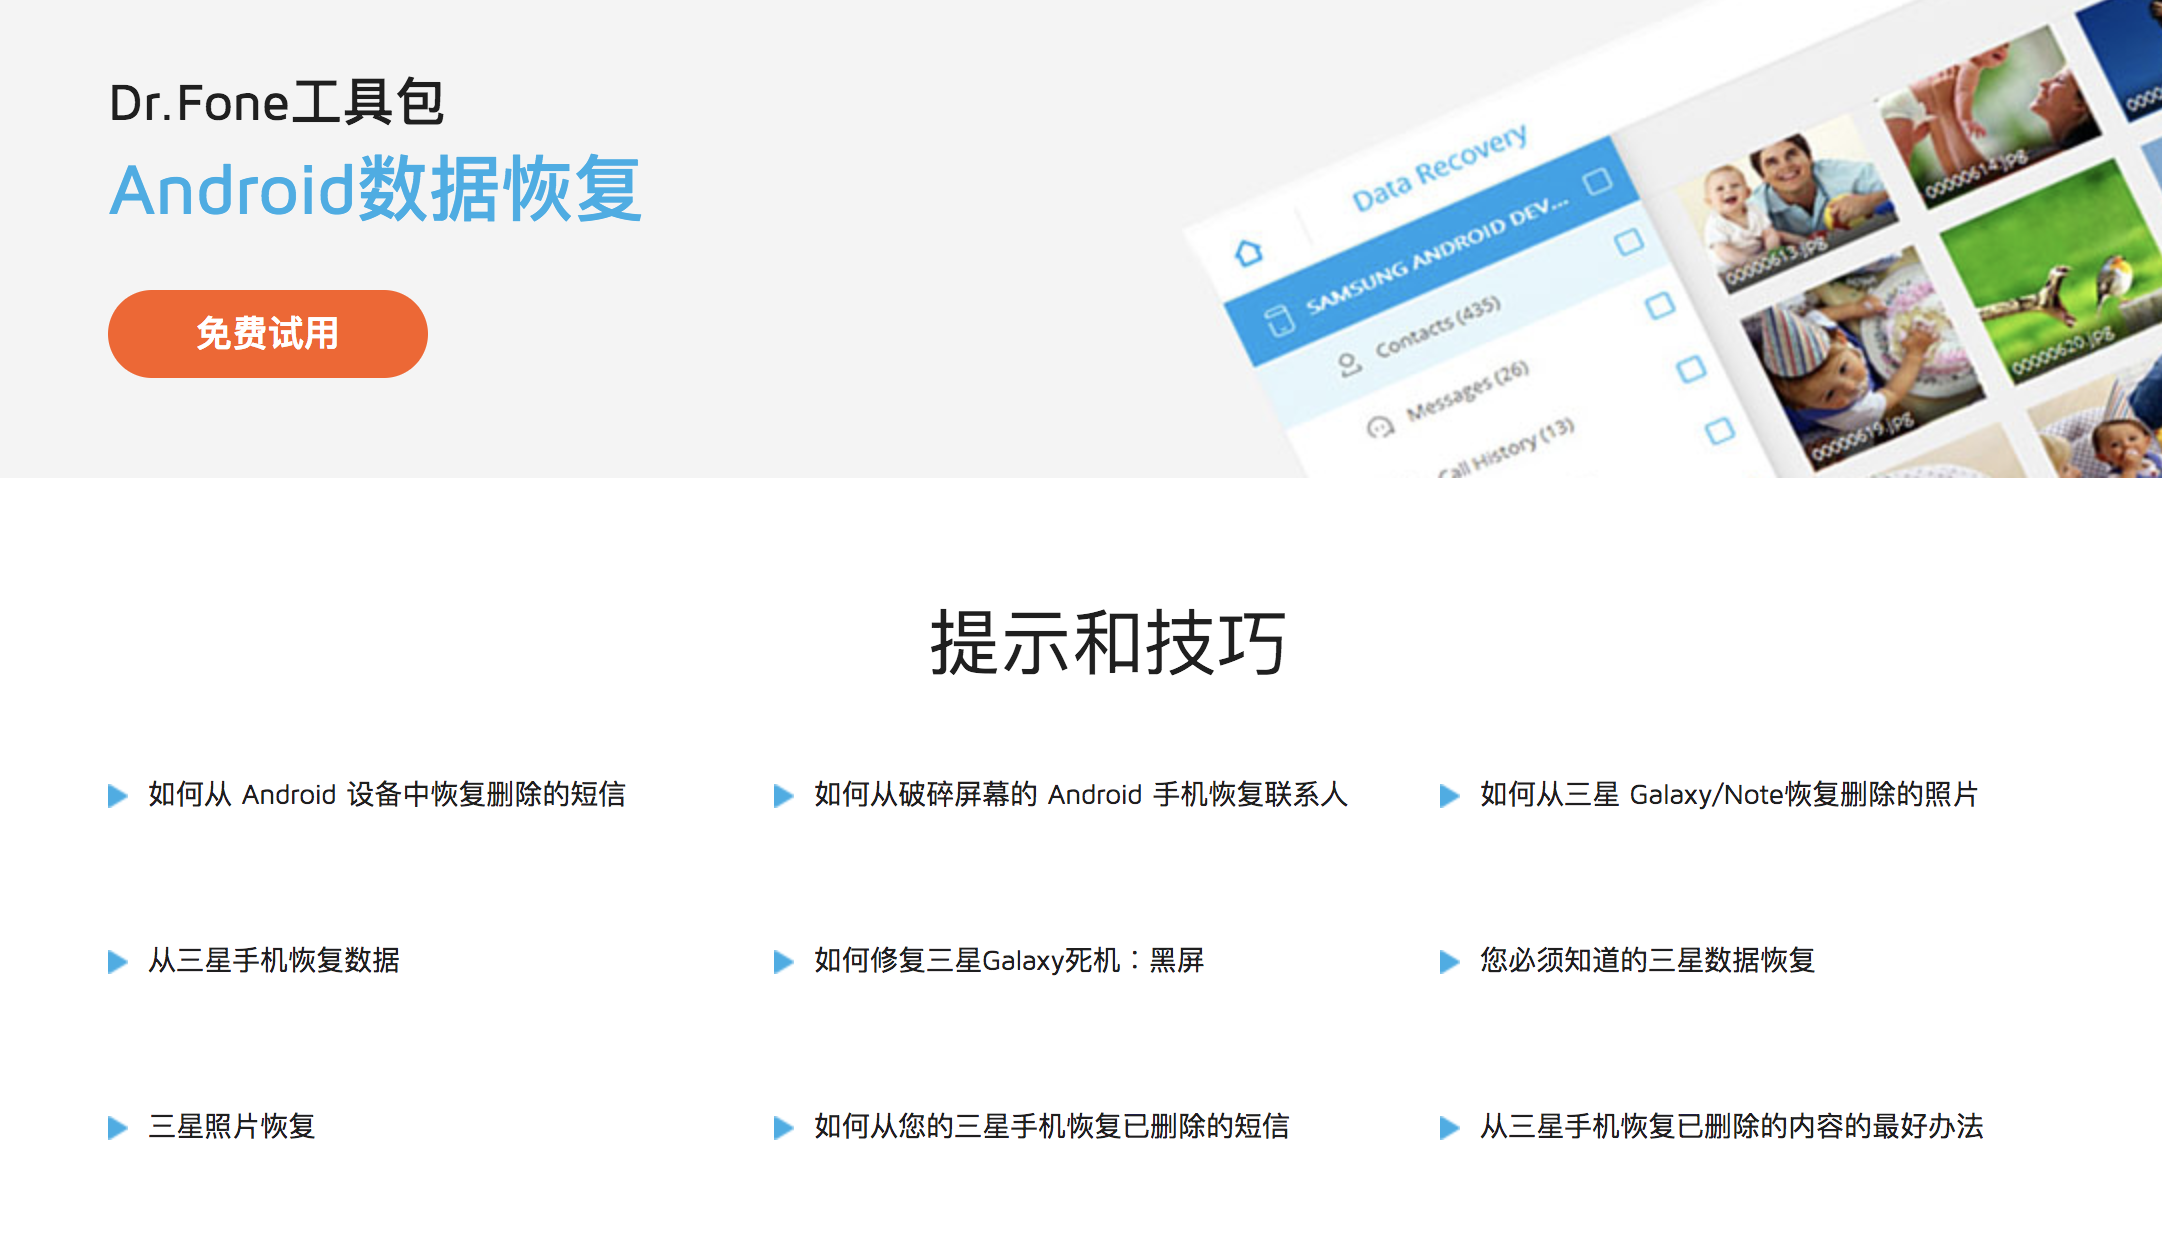 Dr.Fone工具包
Android数据恢复
免费试用
Data Recovery
SAMSUNG ANDROID DEV...
Contacts (435)
Messages (26)
Call History (13)
00000613.jpg
00000614.jpg
00000619.jpg
00000620.jpg
提示和技巧
如何从 Android 设备中恢复删除的短信
如何从破碎屏幕的 Android 手机恢复联系人
如何从三星 Galaxy/Note恢复删除的照片
从三星手机恢复数据
如何修复三星Galaxy死机：黑屏
您必须知道的三星数据恢复
三星照片恢复
如何从您的三星手机恢复已删除的短信
从三星手机恢复已删除的内容的最好办法